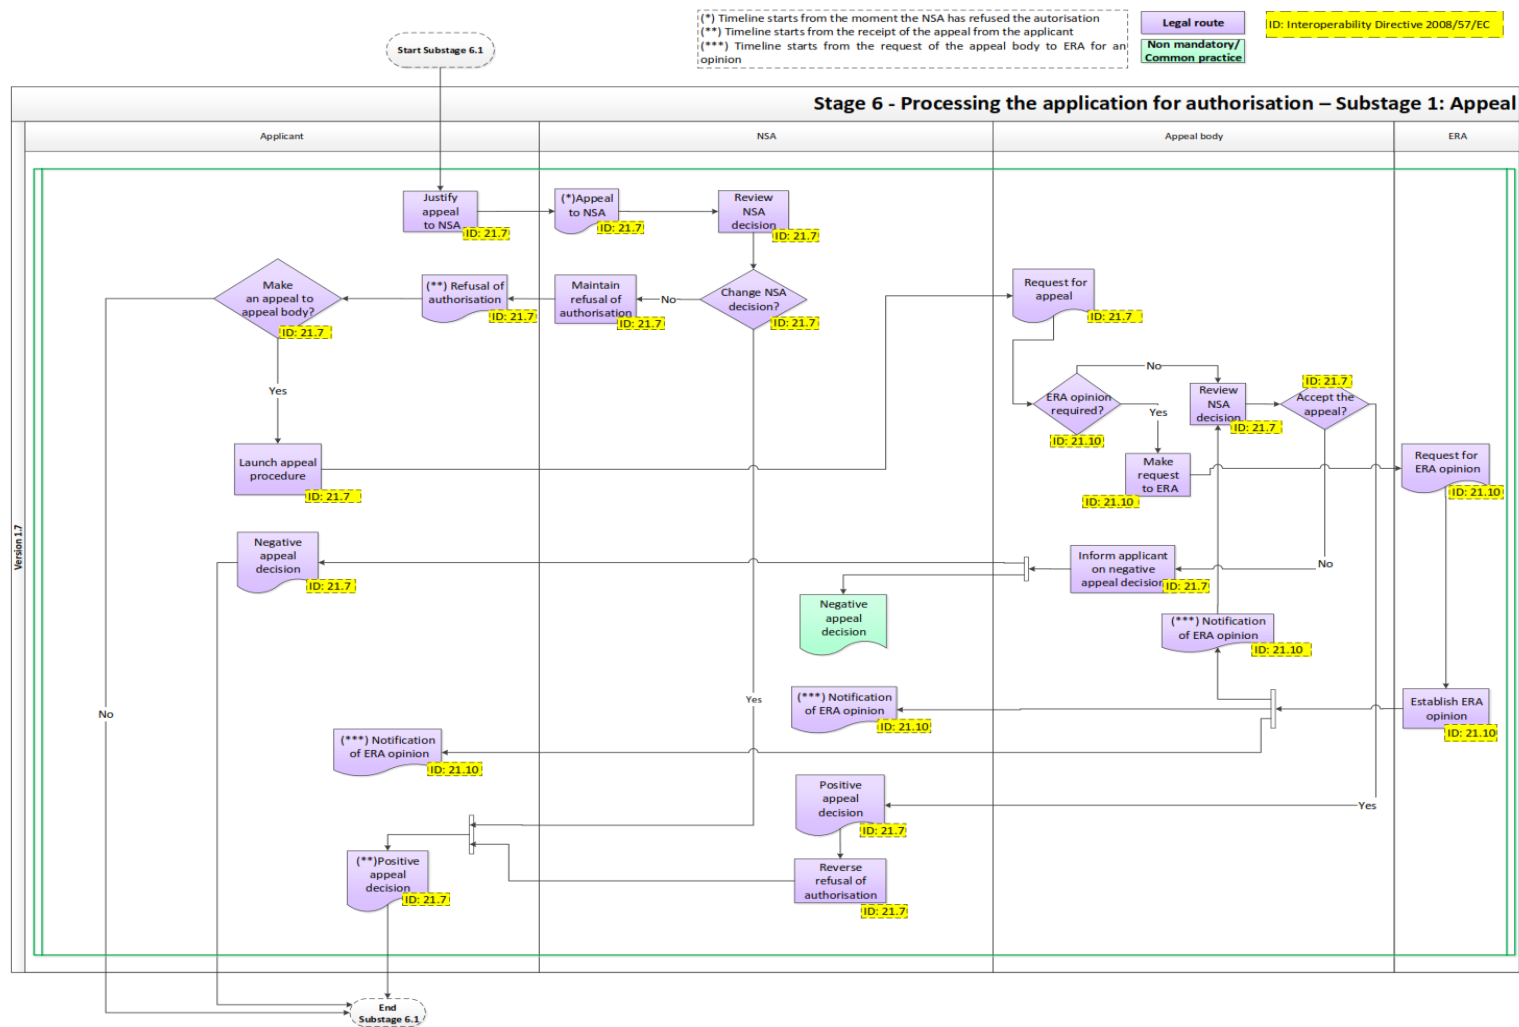 (*) Timeline starts from the moment the NSA has refused the autorisation
(**) Timeline starts from the receipt of the appeal from the applicant
(***) Timeline starts from the request of the appeal body to ERA for an
opinion
Legal route
Non mandatory/
Common practice
ID: Interoperability Directive 2008/57/EC
Start Substage 6.1
Stage 6 - Processing the application for authorisation – Substage 1: Appeal
Applicant
NSA
Appeal body
ERA
Version 1.7
Justify
appeal
to NSA
ID: 21.7
(*)Appeal
to NSA
ID: 21.7
Review
NSA
decision
ID: 21.7
Make
an appeal to
appeal body?
ID: 21.7
(**) Refusal of
authorisation
ID: 21.7
Maintain
refusal of
authorisation
ID: 21.7
No
Change NSA
decision?
ID: 21.7
Request for
appeal
ID: 21.7
No
Yes
ERA opinion
required?
ID: 21.10
Yes
Review
NSA
decision
ID: 21.7
ID: 21.7
Accept the
appeal?
Launch appeal
procedure
ID: 21.7
Make
request
to ERA
ID: 21.10
Request for
ERA opinion
ID: 21.10
Negative
appeal
decision
ID: 21.7
Inform applicant
on negative
appeal decision
ID: 21.7
No
Negative
appeal
decision
(***) Notification
of ERA opinion
ID: 21.10
No
Yes
(***) Notification
of ERA opinion
ID: 21.10
Establish ERA
opinion
ID: 21.10
(***) Notification
of ERA opinion
ID: 21.10
Positive
appeal
decision
ID: 21.7
Yes
(**)Positive
appeal
decision
ID: 21.7
Reverse
refusal of
authorisation
ID: 21.7
End
Substage 6.1